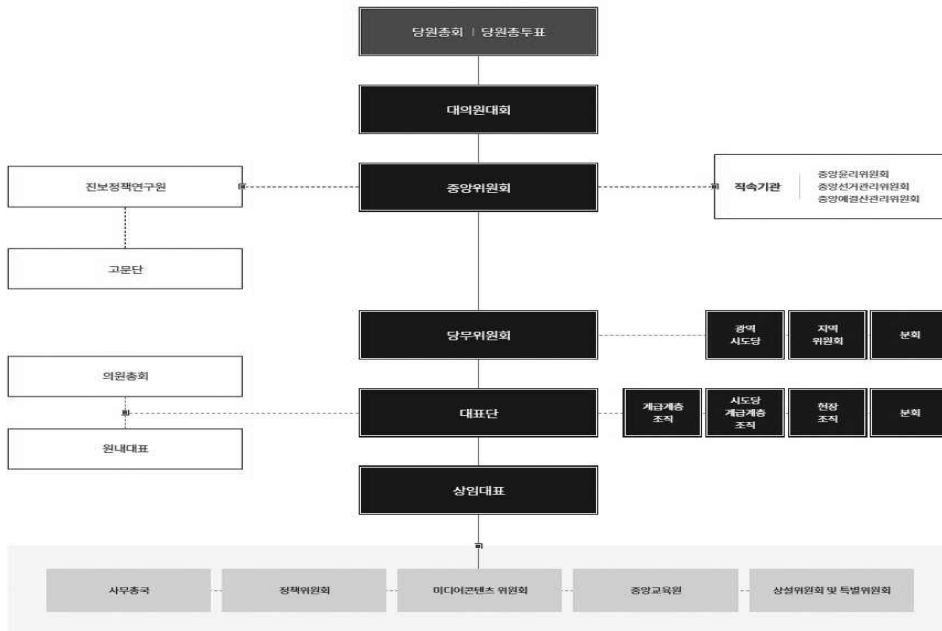 당원총회 | 당원총투표
대의원대회
중앙위원회
진보정책연구원
고문단
직속기관
중앙윤리위원회
중앙선거관리위원회
중앙예결산관리위원회
당무위원회
광역
시도당
지역
위원회
분회
의원총회
원내대표
대표단
계급계층
조직
시도당
계급계층
조직
현장
조직
분회
상임대표
사무총국
정책위원회
미디어콘텐츠 위원회
중앙교육원
상설위원회 및 특별위원회